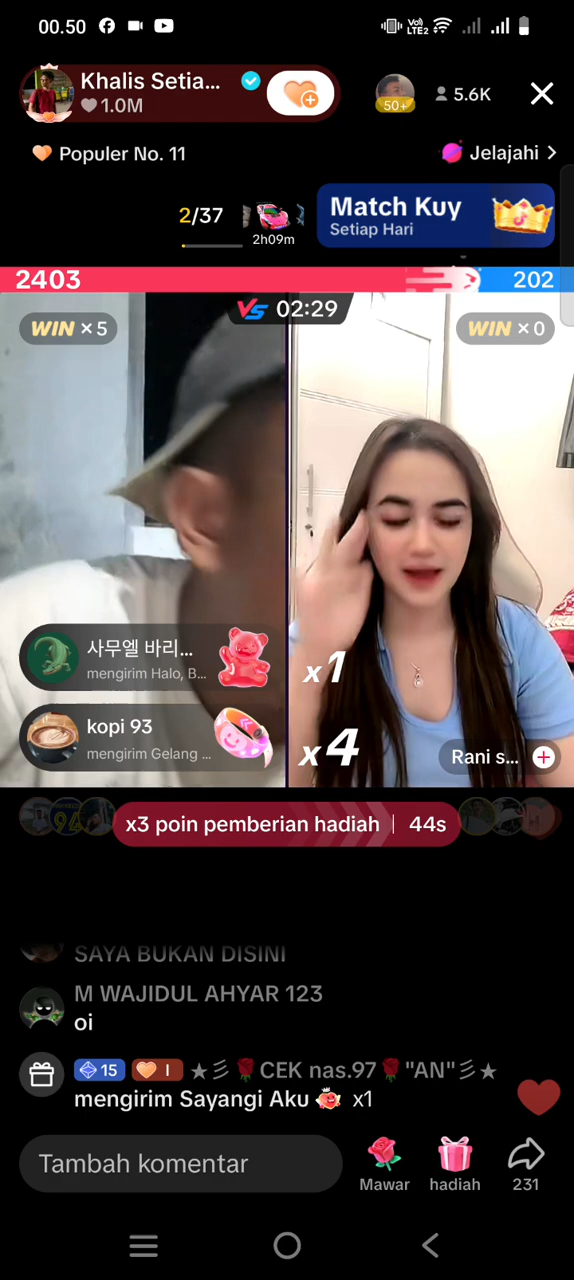 00.50
Vo) LTE2
Khalis Setia...
1.0M
50+
5.6K
Populer No. 11
Jelajahi
2/37
2h09m
Match Kuy
Setiap Hari
2403
202
VS 02:29
WIN ×5
WIN ×0
사무엘 바리...
mengirim Halo, B...
x1
kopi 93
mengirim Gelang ...
x4
Rani s...
x3 poin pemberian hadiah | 44s
SAYA BUKAN DISINI
M WAJIDUL AHYAR 123
oi
15 I ★彡🌹CEK nas.97🌹"AN"彡★
mengirim Sayangi Aku x1
Tambah komentar
Mawar
hadiah
231